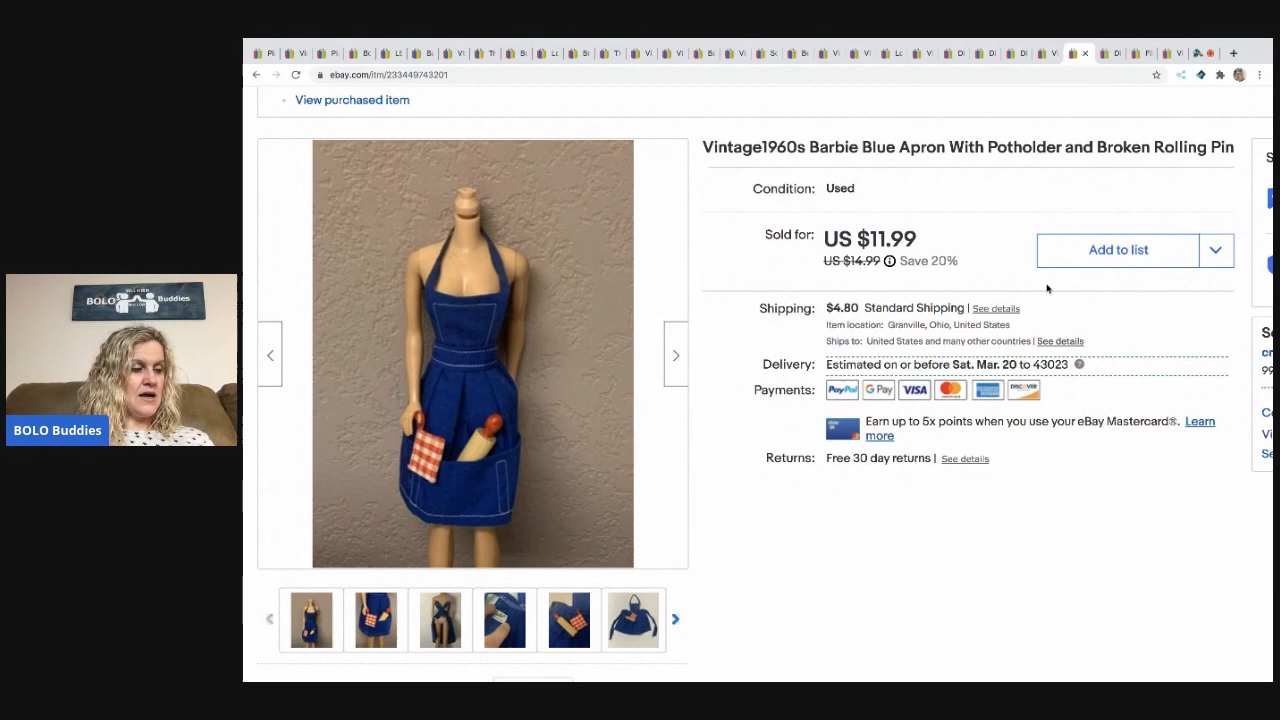 ebay.com/itm/233449743201
View purchased item
Vintage1960s Barbie Blue Apron With Potholder and Broken Rolling Pin
Condition: Used
Sold for: US $11.99
US $14.99 Save 20%
Add to list
Shipping: $4.80 Standard Shipping | See details
Item location: Granville, Ohio, United States
Ships to: United States and many other countries | See details
Delivery: Estimated on or before Sat. Mar. 20 to 43023
Payments: PayPal G Pay VISA DISCOVER
Earn up to 5x points when you use your eBay Mastercard®. Learn
more
Returns: Free 30 day returns | See details
BOLO Buddies
BOLO Buddies